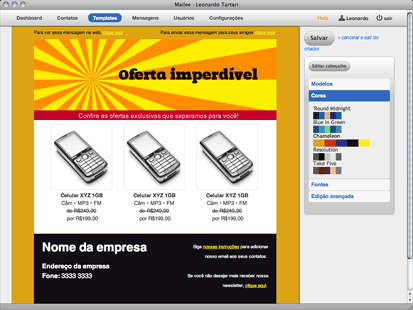 Mailee - Leonardo Tartari
Dashboard Contatos Templates Mensagens Usuários Configurações Help Leonardo sair
Para ver essa mensagem na web, clique aqui Para enviar essa mensagem para seus amigos clique aqui
Oferta imperdível
Confira as ofertas exclusivas que separamos para você!
Celular XYZ 1GB Celular XYZ 1GB Celular XYZ 1GB
Câm • MP3 • FM Câm • MP3 • FM Câm • MP3 • FM
de R$249,00 de R$249,00 de R$249,00
por R$199,00 por R$199,00 por R$199,00
Nome da empresa
Endereço da empresa
Fone: 3333 3333
Siga nossas instruções para adicionar
nosso email aos seus contatos.
Se você não desejar mais receber nossa
newsletter, clique aqui.
Salvar
« cancelar e sair do
criador
Editar cabeçalho
Modelos
Cores
'Round Midnight
Blue in Green
Chameleon
Resolution
Take Five
Fontes
Edição avançada